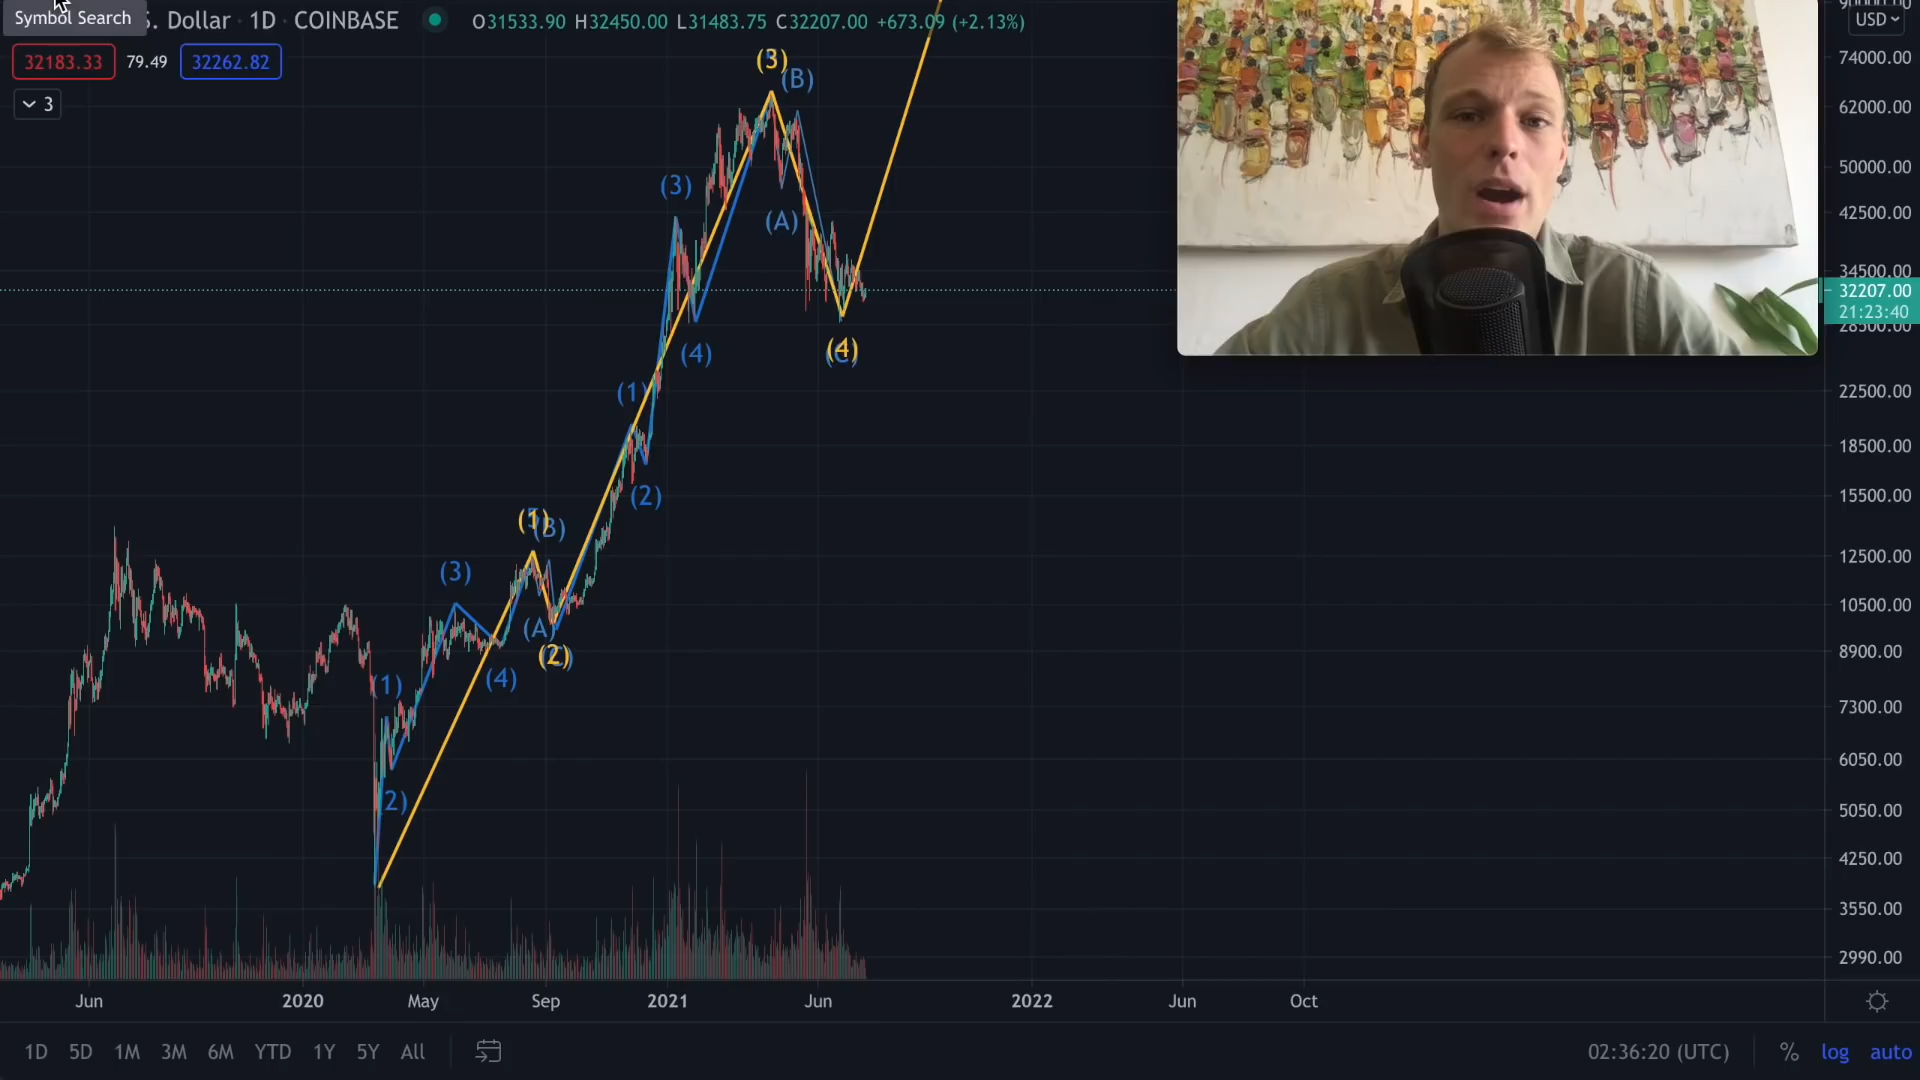 Symbol Search
S. Dollar · 1D · COINBASE
O31533.90 H32450.00 L31483.75 C32207.00 +673.09 (+2.13%)
USD
32183.33 79.49 32262.82
3
90000.00
74000.00
62000.00
50000.00
42500.00
34500.00
32207.00
21:23:40
28500.00
22500.00
18500.00
15500.00
12500.00
10500.00
8900.00
7300.00
6050.00
5050.00
4250.00
3550.00
2990.00
(3)
(B)
(3)
(A)
(4)
(4)
(1)
(2)
(1)
(B)
(3)
(A)
(2)
(4)
(1)
2)
Jun 2020 May Sep 2021 Jun 2022 Jun Oct
1D 5D 1M 3M 6M YTD 1Y 5Y All
02:36:20 (UTC) % log auto